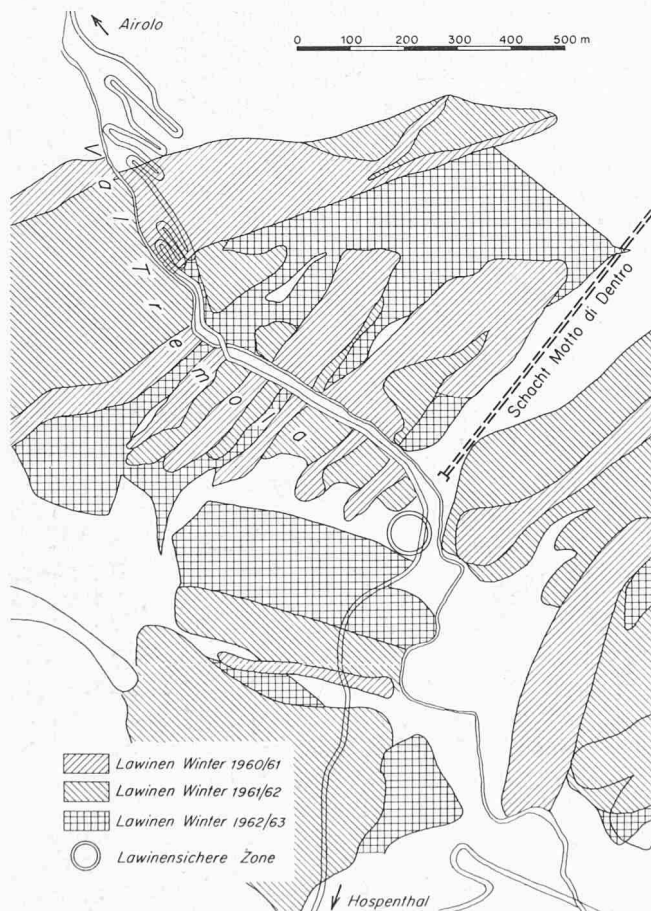 Airolo
0 100 200 300 400 500 m
Val Tremola
Schacht Motto di Dentro
Lawinen Winter 1960/61
Lawinen Winter 1961/62
Lawinen Winter 1962/63
Lawinensichere Zone
Hospenthal